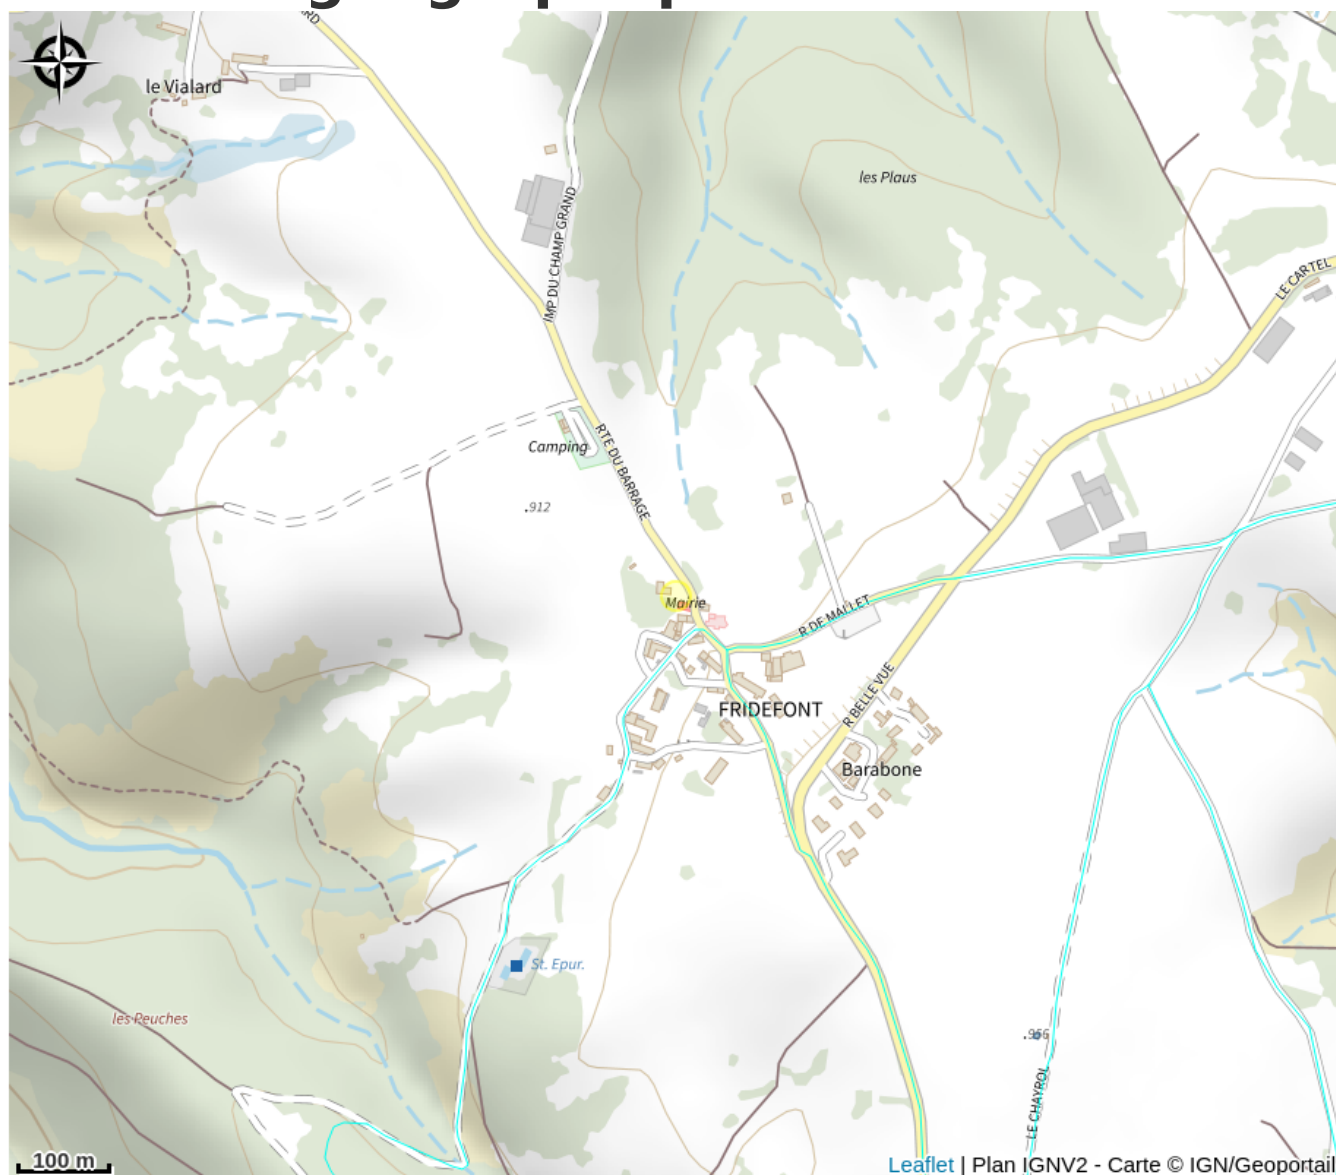 le Vialard
les Plaus
IMP DU CHAMP GRAND
LE CARTEL
Camping
RTE DU BARRAGE
.912
Mairie
R DE MALLET
R BELLE VUE
FRIDEFONT
Barabone
St. Epur.
les Peuches
.956
LE CHAYROL
100 m
Leaflet | Plan IGNV2 - Carte © IGN/Geoportail